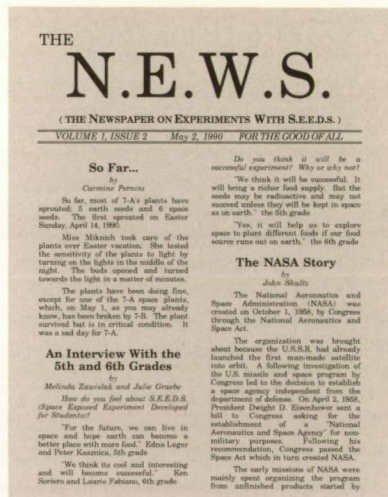 THE
N.E.W.S.
( THE NEWSPAPER ON EXPERIMENTS WITH S.E.E.D.S. )
VOLUME 1, ISSUE 2 May 2, 1990 FOR THE GOOD OF ALL
So Far...
by
Carmine Pernini
So far, most of 7-A's plants have
sprouted; 5 earth seeds and 6 space
seeds. The first sprouted on Easter
Sunday, April 14, 1990.
Miss Miknich took care of the
plants over Easter vacation. She tested
the sensitivity of the plants to light by
turning on the lights in the middle of the
night. The buds opened and turned
towards the light in a matter of minutes.
The plants have been doing fine,
except for one of the 7-A space plants,
which, on May 1, as you may already
know, has been broken by 7-B. The plant
survived but is in critical condition. It
was a sad day for 7-A.
An Interview With the
5th and 6th Grades
by
Melinda Zawislak and Julie Graebe
How do you feel about S.E.E.D.S.
(Space Exposed Experiment Developed
for Students)?
"For the future, we can live in
space and hope earth can become a
better place with more food." Edna Leger
and Peter Kazmica, 5th grade
"We think its cool and interesting
and will become successful." Ken
Soriero and Laurie Fabiano, 6th grade
Do you think it will be a
successful experiment? Why or why not?
"We think it will be successful. It
will bring a richer food supply. But the
seeds may be radioactive and may not
succeed unless they will be kept in space
as on earth." the 5th grade
"Yes, it will help us to explore
space to plant different foods if our food
source runs out on earth." the 6th grade
The NASA Story
by
John Shultz
The National Aeronautics and
Space Administration (NASA) was
created on October 1, 1958, by Congress
through the National Aeronautics and
Space Act.
The organization was brought
about because the U.S.S.R. had already
launched the first man-made satellite
into orbit. A following investigation of
the U.S. missile and space program by
Congress led to the decision to establish
a space agency independent from the
department of defense. On April 2, 1958,
President Dwight D. Eisenhower sent a
bill to Congress asking for the
establishment of a "National
Aeronautics and Space Agency" for non-
military purposes. Following his
recommendation, Congress passed the
Space Act which in turn created NASA.
The early missions of NASA were
mainly spent organizing the program
from unfinished products started by